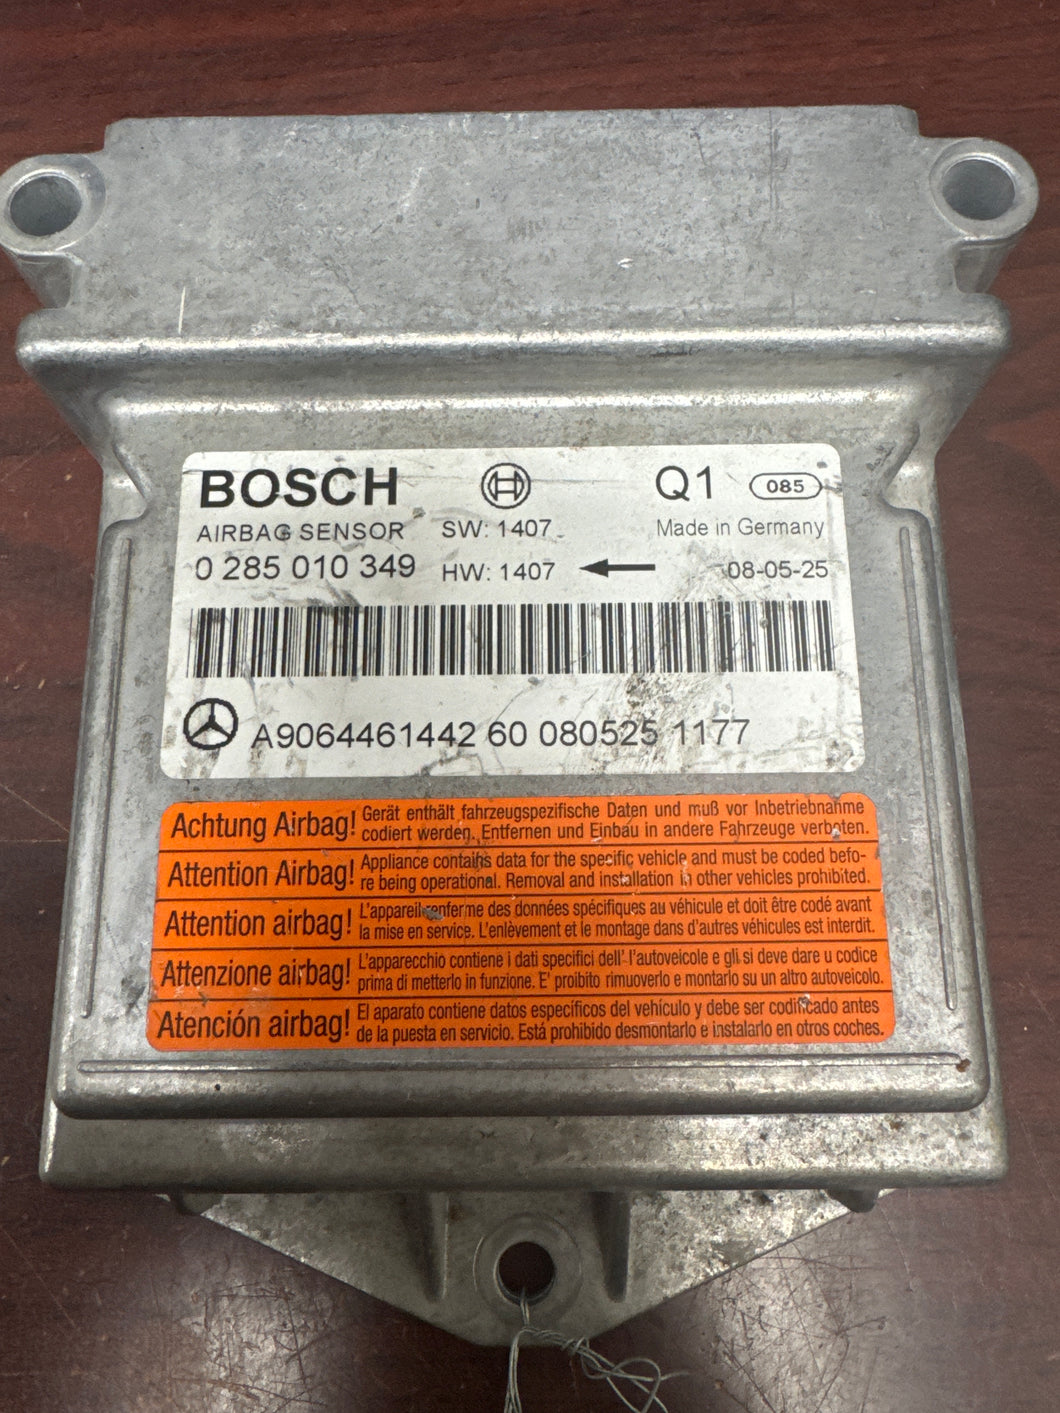 BOSCH Q1 085
AIRBAG SENSOR SW: 1407 Made in Germany
0 285 010 349 HW: 1407 08-05-25
A9064461442 60 080525 1177
Achtung Airbag! Gerät enthält fahrzeugspezifische Daten und muß vor Inbetriebnahme
codiert werden. Entfernen und Einbau in andere Fahrzeuge verboten.
Attention Airbag! Appliance contains data for the specific vehicle and must be coded befo-
re being operational. Removal and installation in other vehicles prohibited.
Attention airbag! L'appareil renferme des données spécifiques au véhicule et doit être codé avant
la mise en service. L'enlèvement et le montage dans d'autres véhicules est interdit.
Attenzione airbag! L'apparecchio contiene i dati specifici dell' l'autoveicole e gli si deve dare u codice
prima di metterlo in funzione. E' proibito rimuoverlo e montarlo su un altro autoveicolo.
Atención airbag! El aparato contiene datos específicos del vehículo y debe ser codificado antes
de la puesta en servicio. Está prohibido desmontarlo e instalarlo en otros coches.